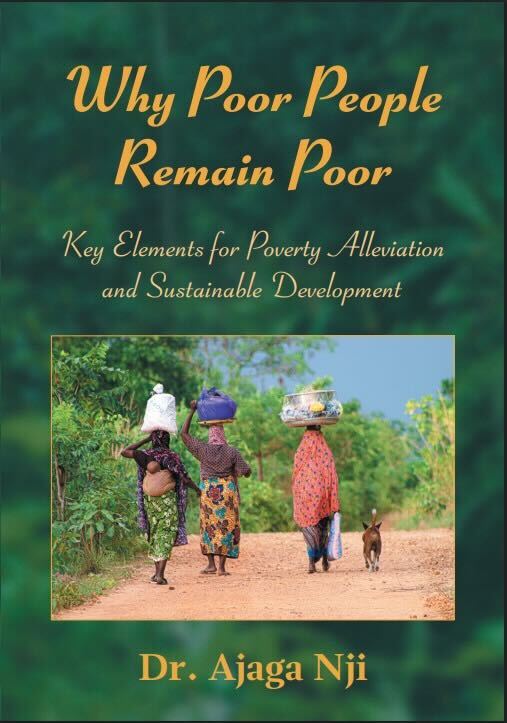 Why Poor People
Remain Poor
Key Elements for Poverty Alleviation
and Sustainable Development
Dr. Ajaga Nji